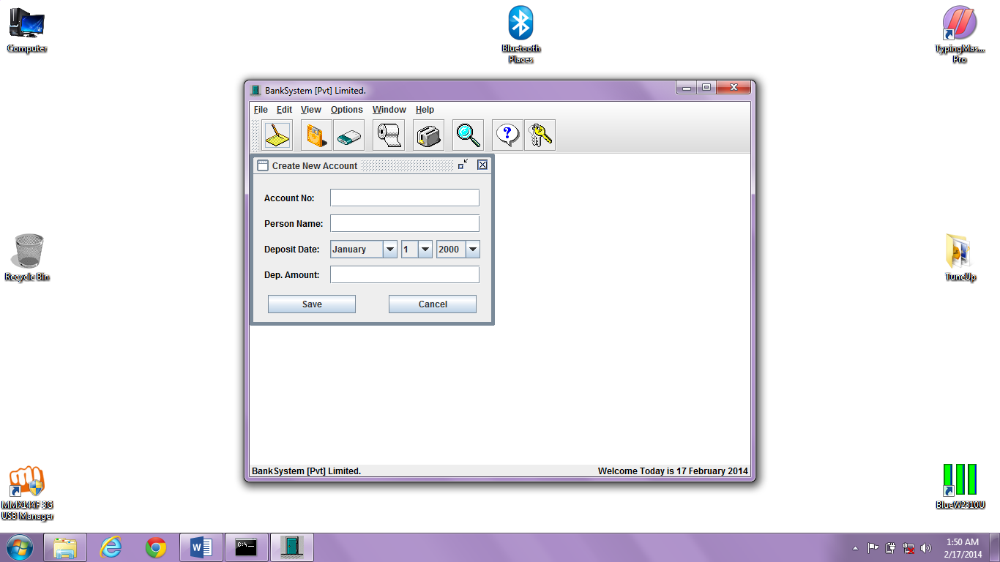 Computer
Bluetooth
Places
TypingMas...
Pro
BankSystem [Pvt] Limited.
File Edit View Options Window Help
Create New Account
Account No:
Person Name:
Deposit Date: January 1 2000
Dep. Amount:
Save Cancel
Recycle Bin
TuneUp
BankSystem [Pvt] Limited. Welcome Today is 17 February 2014
MMX144F 3G
USB Manager
BlueW2310U
C:\_
1:50 AM
2/17/2014